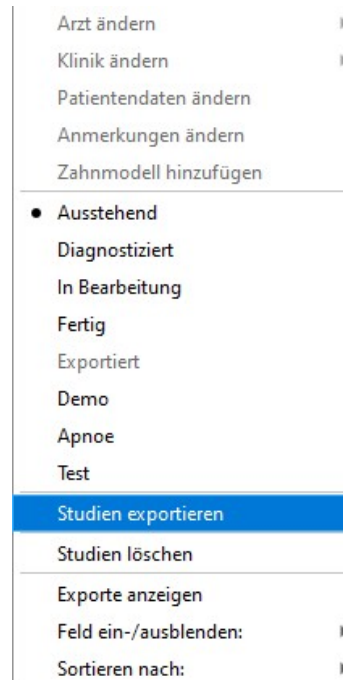 Arzt ändern
Klinik ändern
Patientendaten ändern
Anmerkungen ändern
Zahnmodell hinzufügen
Ausstehend
Diagnostiziert
In Bearbeitung
Fertig
Exportiert
Demo
Apnoe
Test
Studien exportieren
Studien löschen
Exporte anzeigen
Feld ein-/ausblenden:
Sortieren nach: